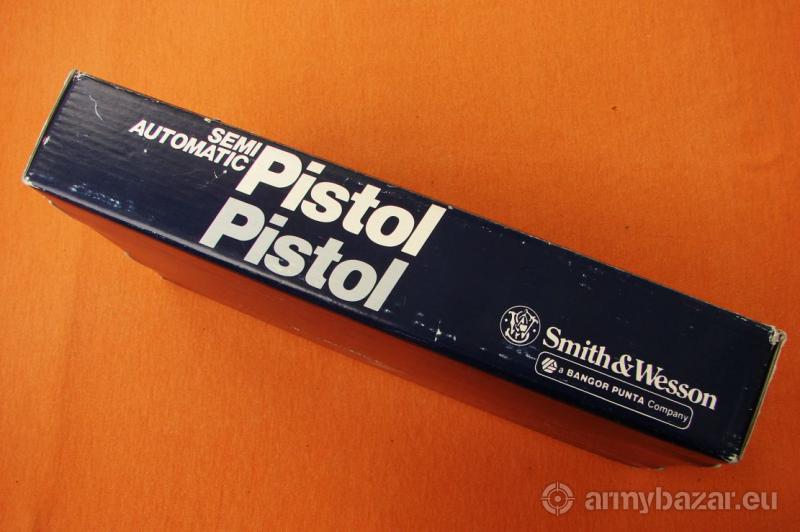 SEMI
AUTOMATIC
Pistol
Pistol
Smith & Wesson
a BANGOR PUNTA Company
armybazar.eu